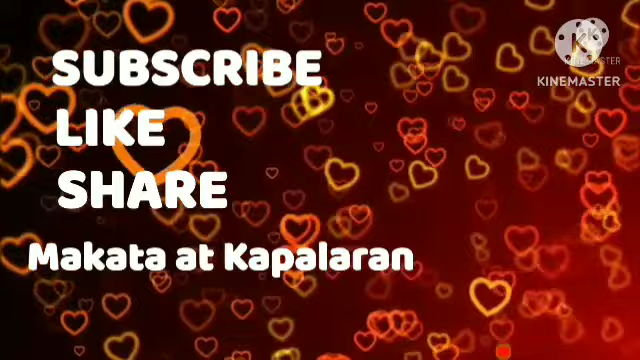 SUBSCRIBE
LIKE
SHARE
Makata at Kapalaran
KINEMASTER